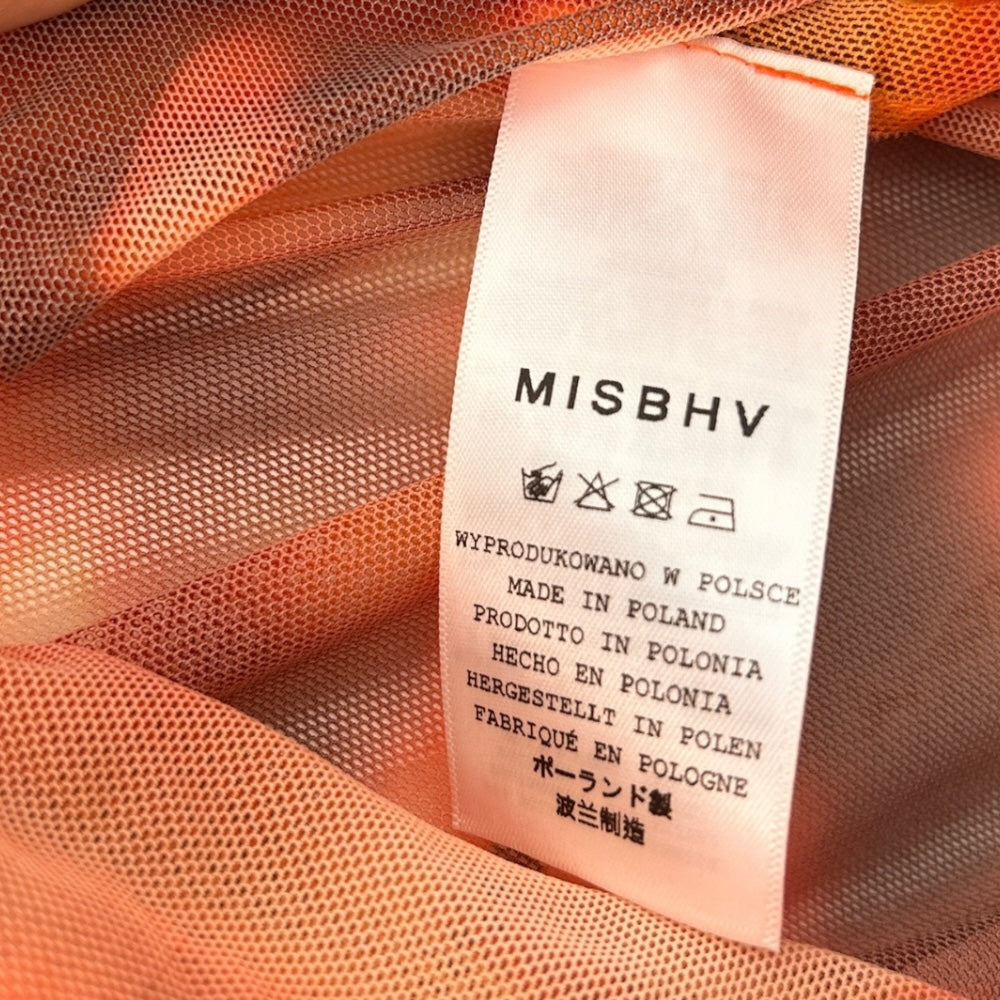 MISBHV
WYPRODUKOWANO W POLSCE
MADE IN POLAND
PRODOTTO IN POLONIA
HECHO EN POLONIA
HERGESTELLT IN POLEN
FABRIQUÉ EN POLOGNE
ポーランド製
波兰制造